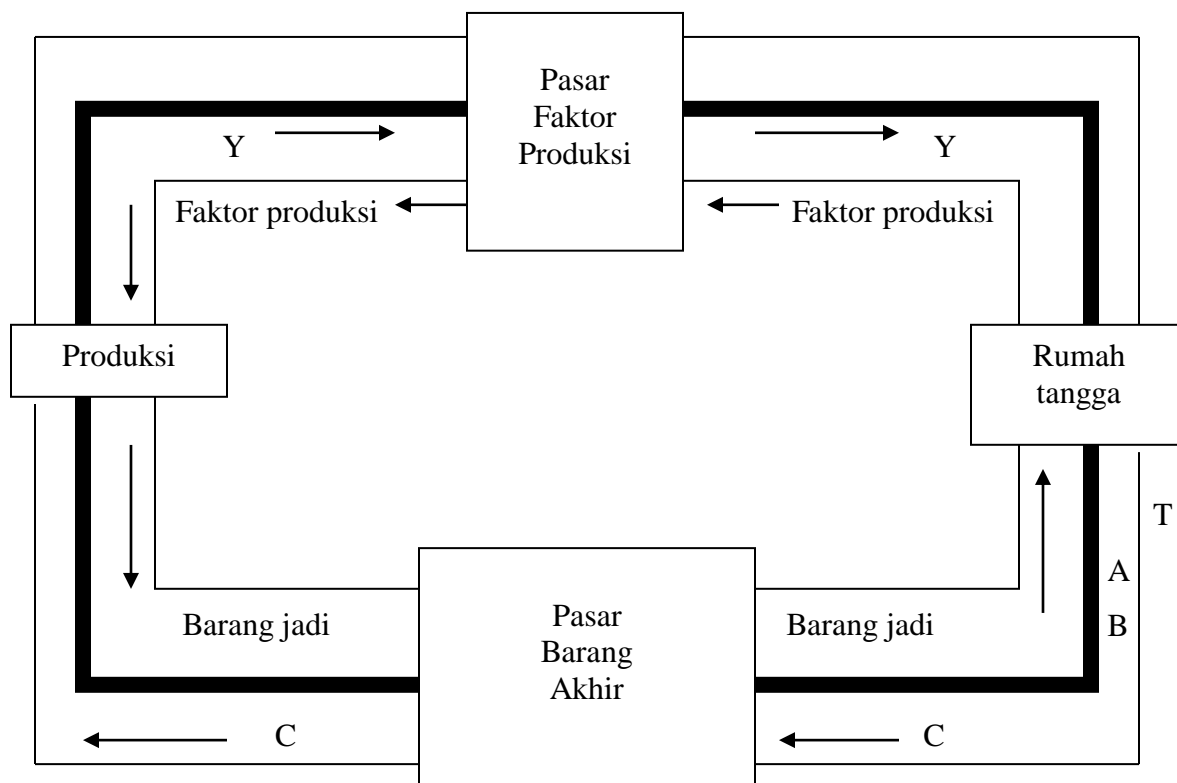 Pasar
Faktor
Produksi
Y
Y
Faktor produksi
Faktor produksi
Produksi
Rumah
tangga
T
A
B
Barang jadi
Pasar
Barang
Akhir
Barang jadi
C
C